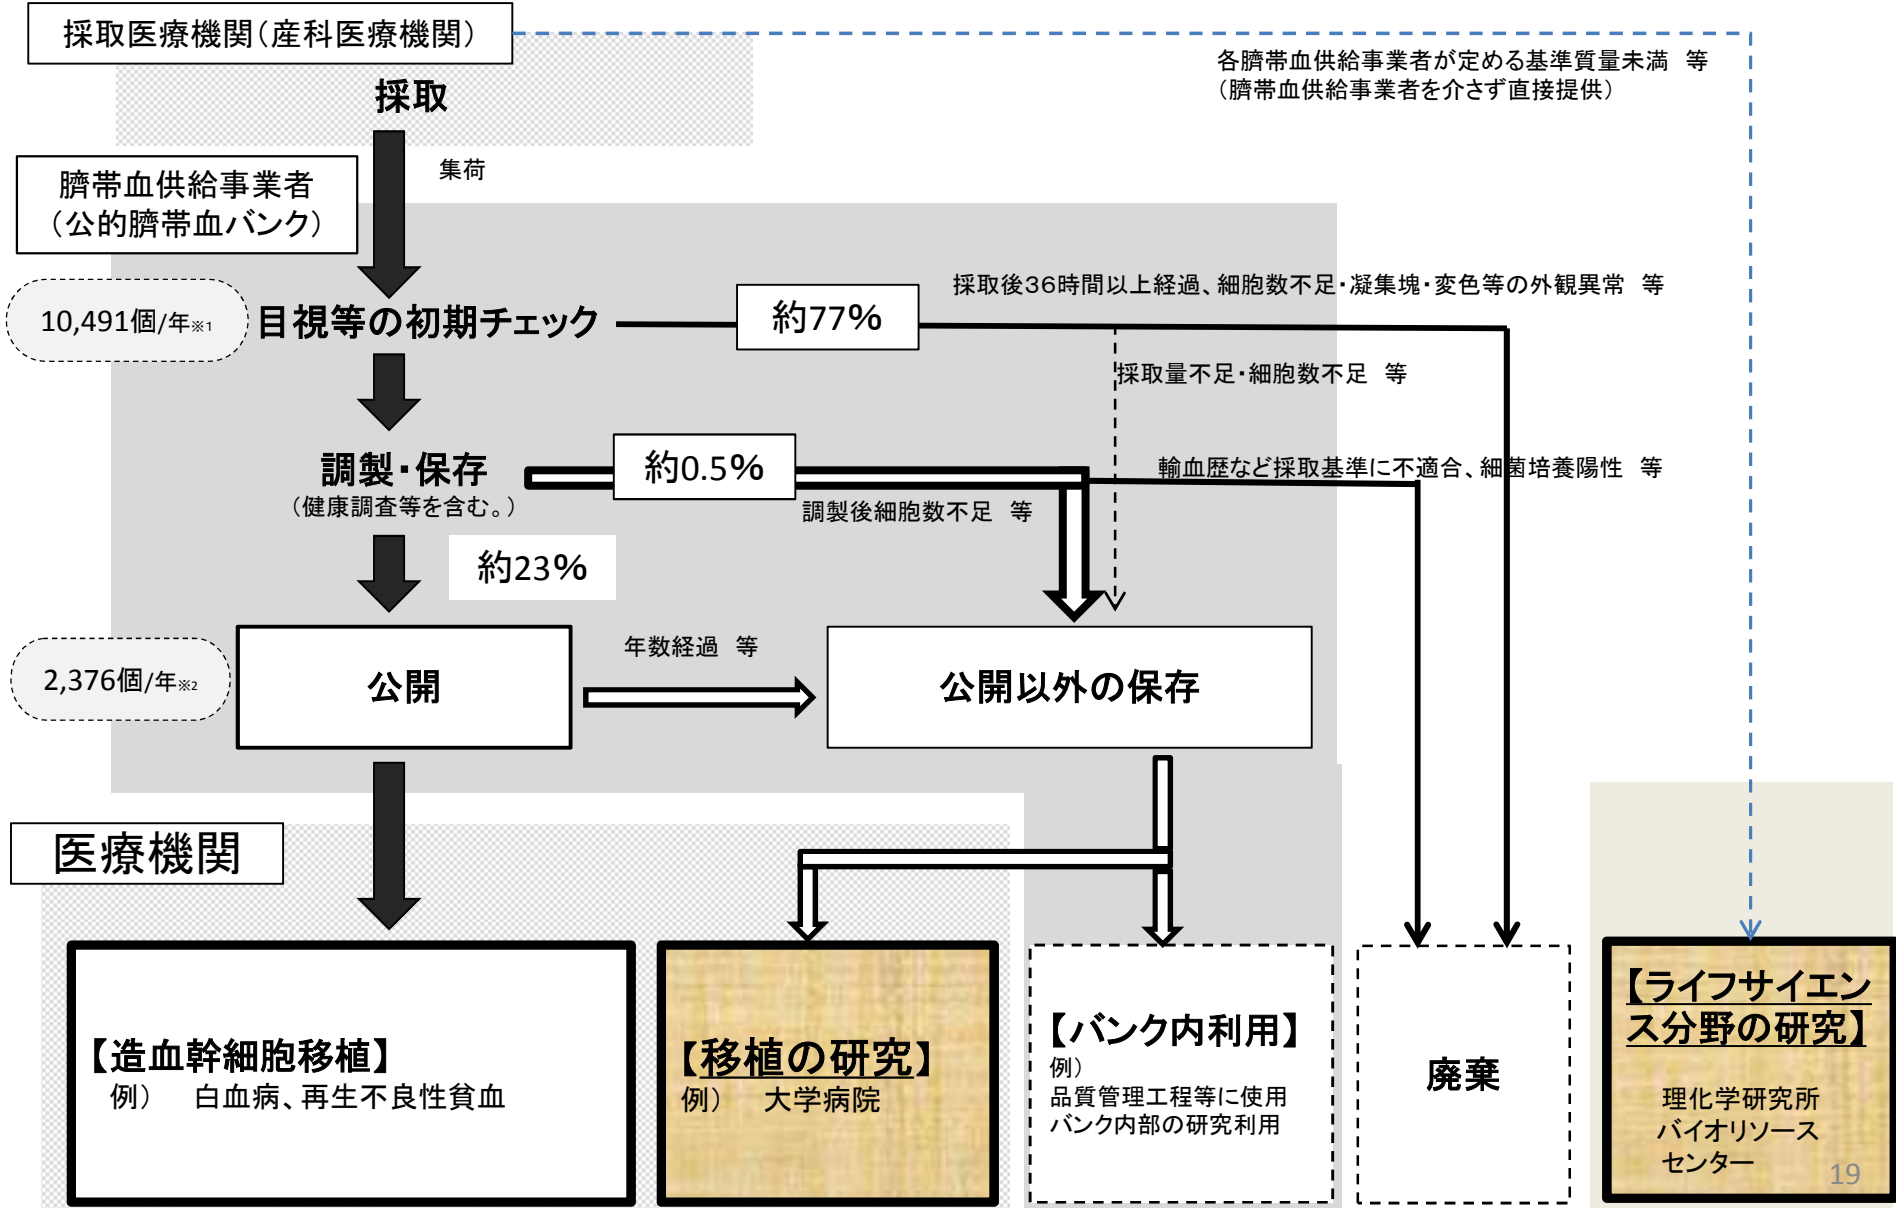 採取医療機関（産科医療機関）
各臍帯血供給事業者が定める基準質量未満　等
（臍帯血供給事業者を介さず直接提供）
採取
集荷
臍帯血供給事業者
（公的臍帯血バンク）
採取後36時間以上経過、細胞数不足・凝集塊・変色等の外観異常　等
10,491個/年※1
目視等の初期チェック
約77%
採取量不足・細胞数不足　等
調製・保存
（健康調査等を含む。）
約0.5%
輸血歴など採取基準に不適合、細菌培養陽性　等
調製後細胞数不足　等
約23%
2,376個/年※2
公開
年数経過　等
公開以外の保存
医療機関
【造血幹細胞移植】
例）　白血病、再生不良性貧血
【移植の研究】
例）　大学病院
【バンク内利用】
例）
品質管理工程等に使用
バンク内部の研究利用
廃棄
【ライフサイエン
ス分野の研究】
理化学研究所
バイオリソース
センター
19